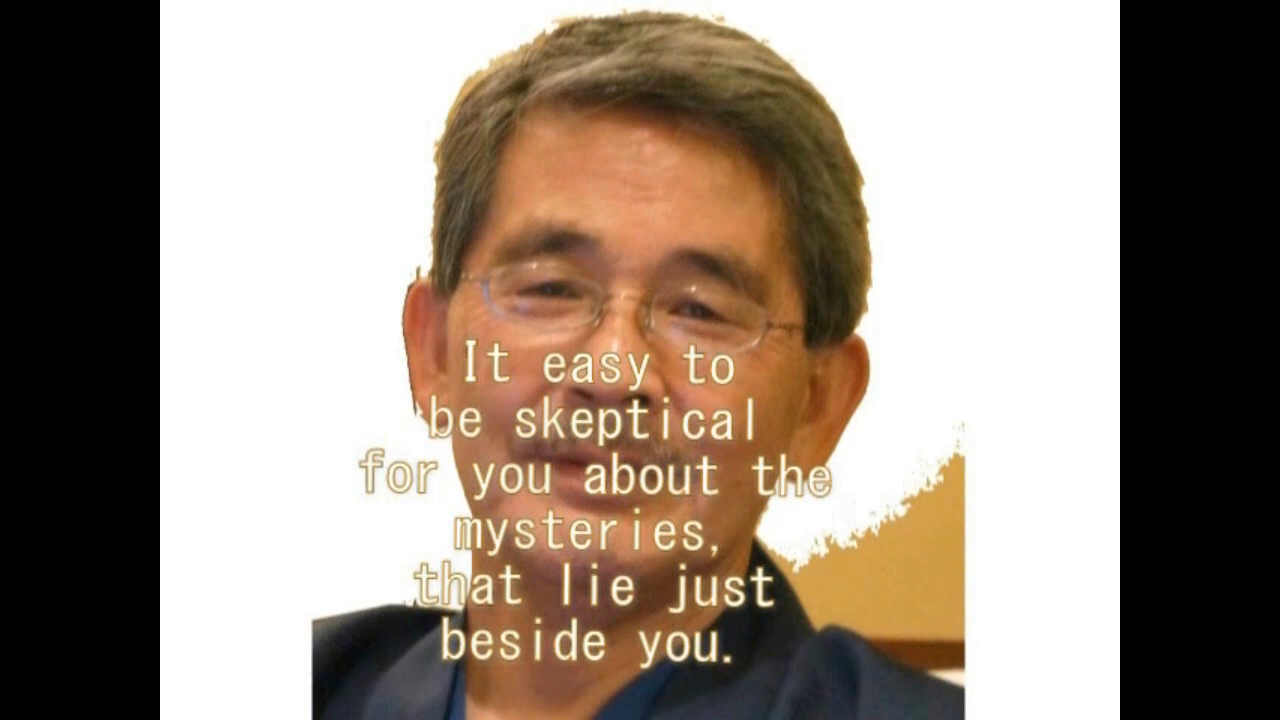 It easy to
be skeptical
for you about the
mysteries,
that lie just
beside you.